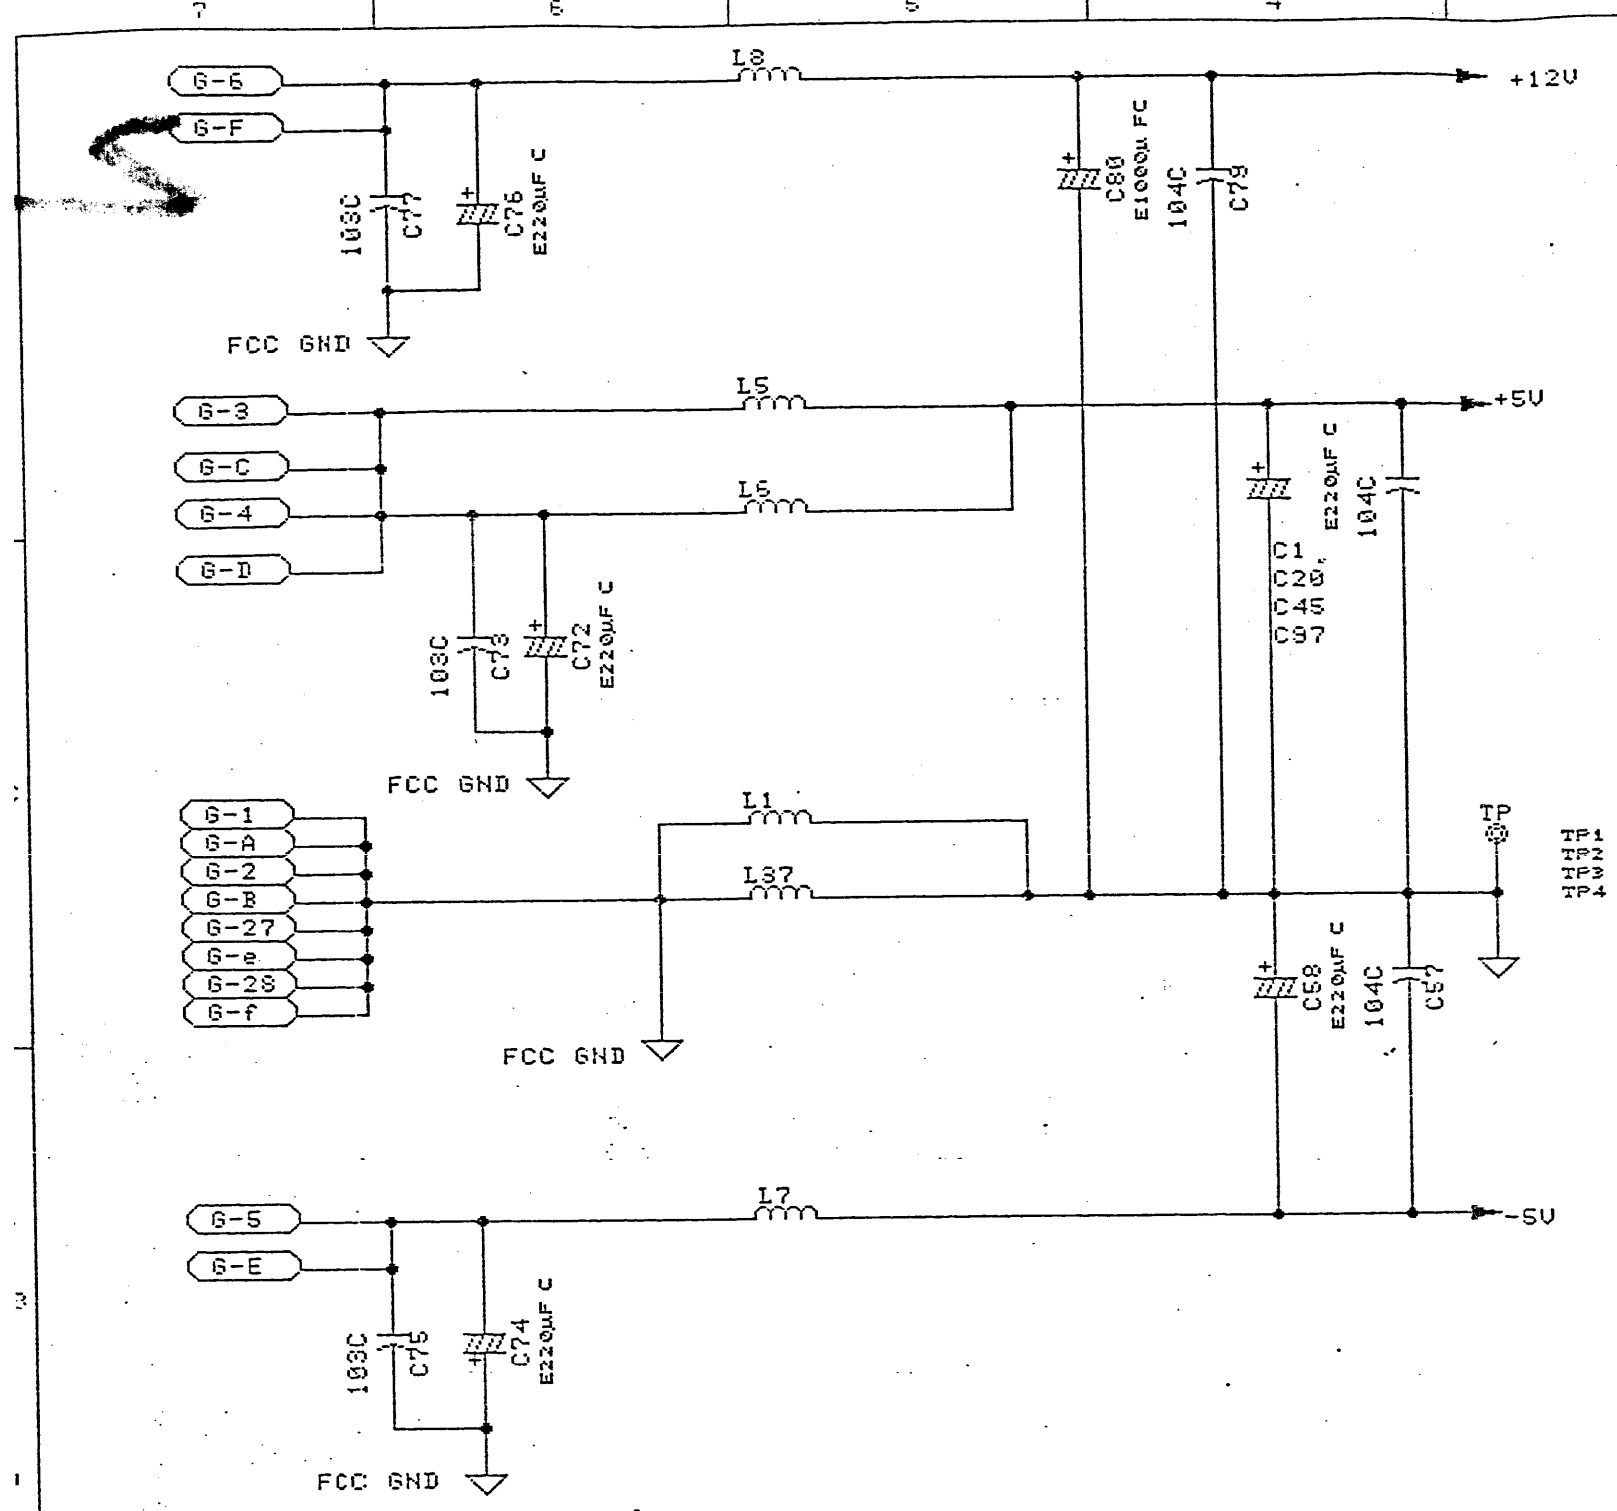 7 6 5 4
L8
G-6
+12V
G-F
103C
C77
C76
E220µF C
C80
E1000µ FC
104C
C79
FCC GND
L5
G-3
+5V
G-C
L6
G-4
G-D
E220µF C
104C
C1,
C20,
C45
C97
103C
C73
C72
E220µF C
FCC GND
L1
G-1
G-A
G-2
G-B
G-27
G-e
G-28
G-f
L37
TP
TP1
TP2
TP3
TP4
C58
E220µF C
104C
C57
FCC GND
L7
G-5
-5V
G-E
103C
C75
C74
E220µF C
FCC GND